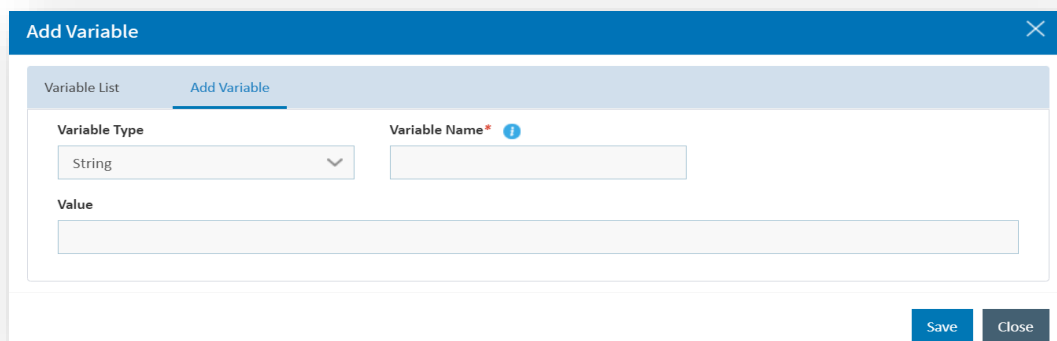 Add Variable
Variable List Add Variable
Variable Type Variable Name* i
String
Value
Save Close